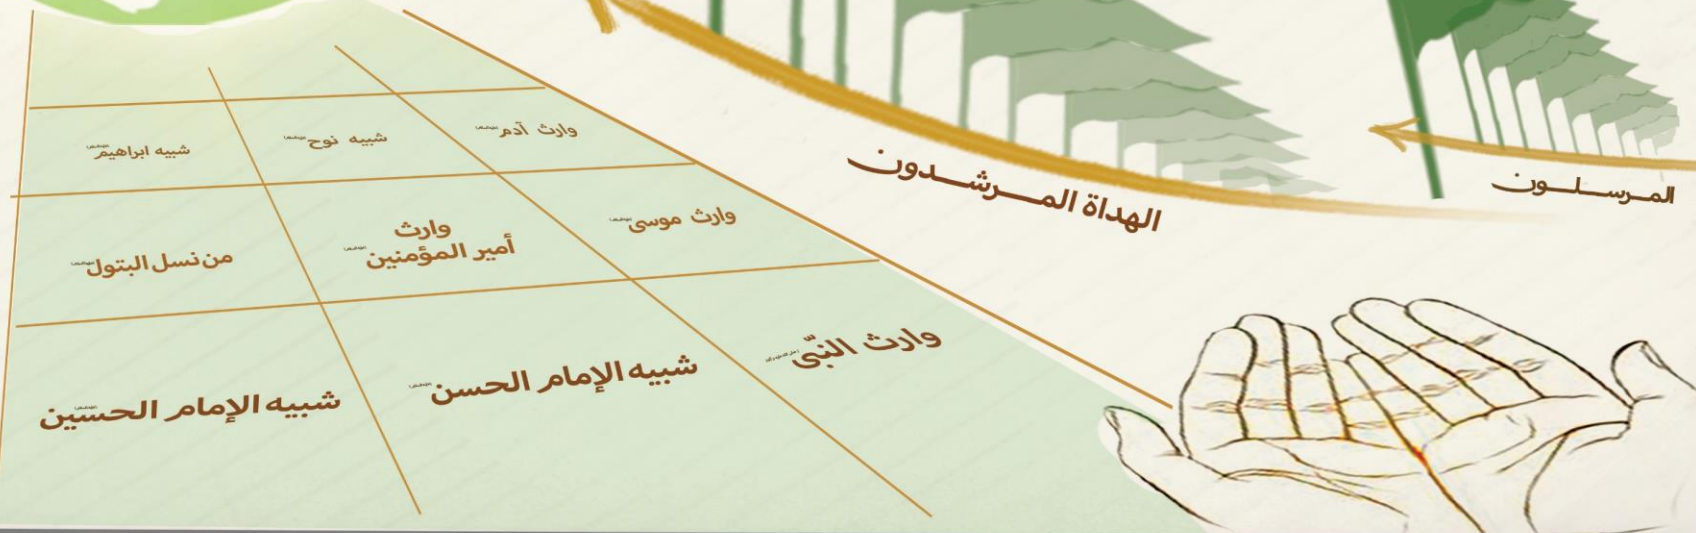 المرسلون
الهداة المرشدون
وارث آدم
شبيه نوح
شبيه ابراهيم
وارث موسى
وارث
أمير المؤمنين
من نسل البتول
وارث النّبّي
شبيه الإمام الحسن
شبيه الإمام الحسين